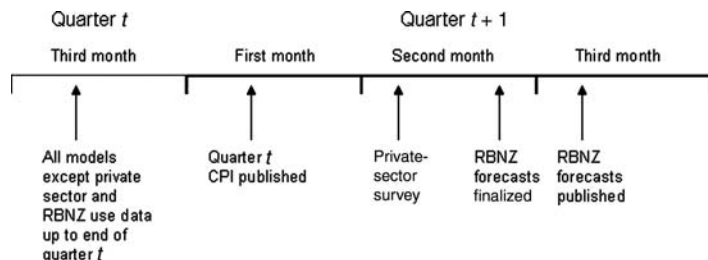 Quarter t
Quarter t + 1
Third month
First month
Second month
Third month
All models
except private
sector and
RBNZ use data
up to end of
quarter t
Quarter t
CPI published
Private-
sector
survey
RBNZ
forecasts
finalized
RBNZ
forecasts
published